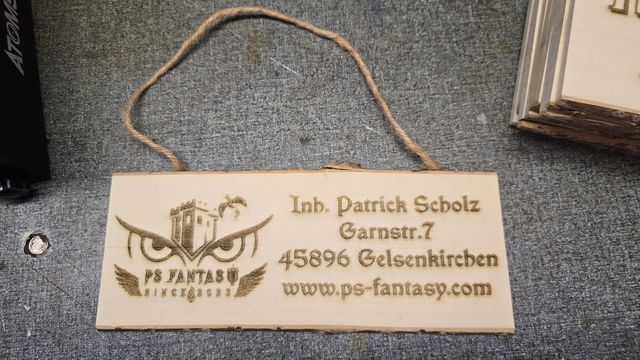 Inh. Patrick Scholz
Garnstr.7
45896 Gelsenkirchen
www.ps-fantasy.com
PS FANTASY